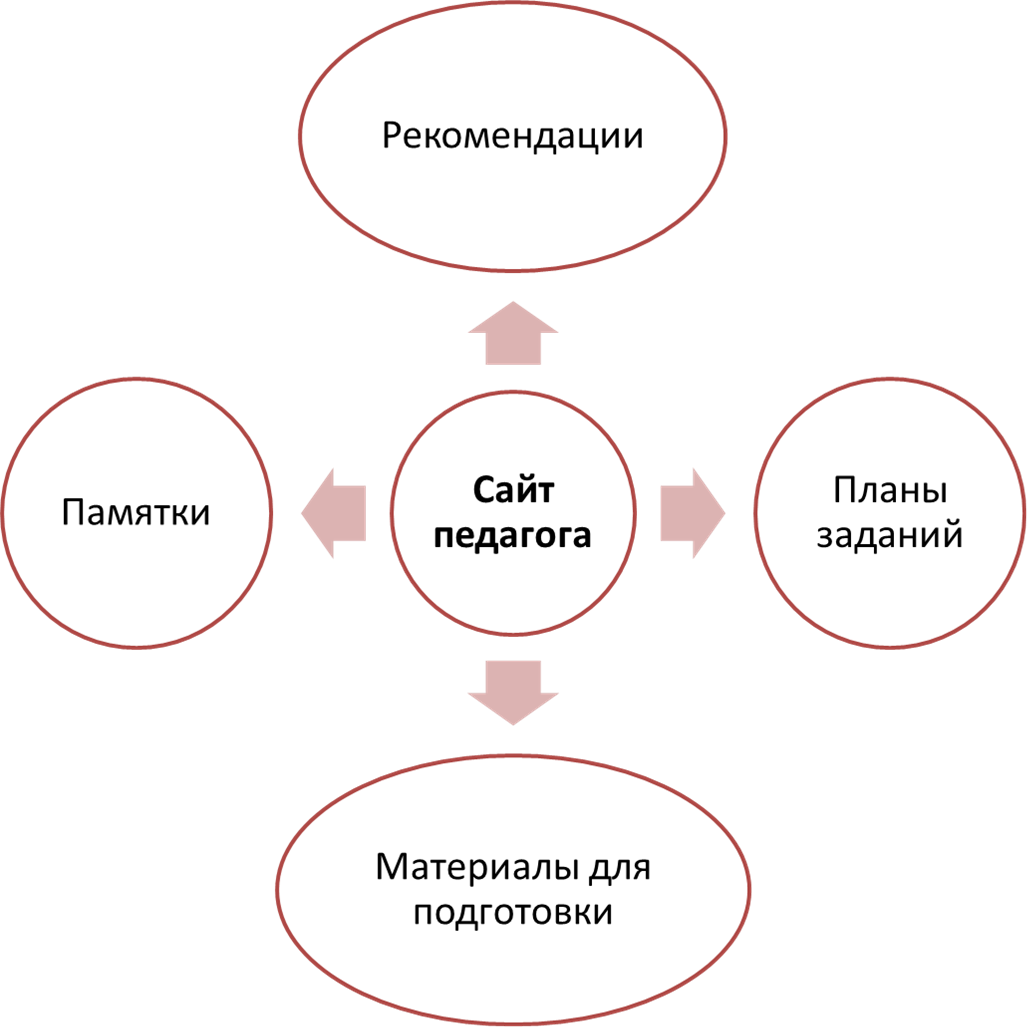 Рекомендации
Памятки
Сайт
педагога
Планы
заданий
Материалы для
подготовки